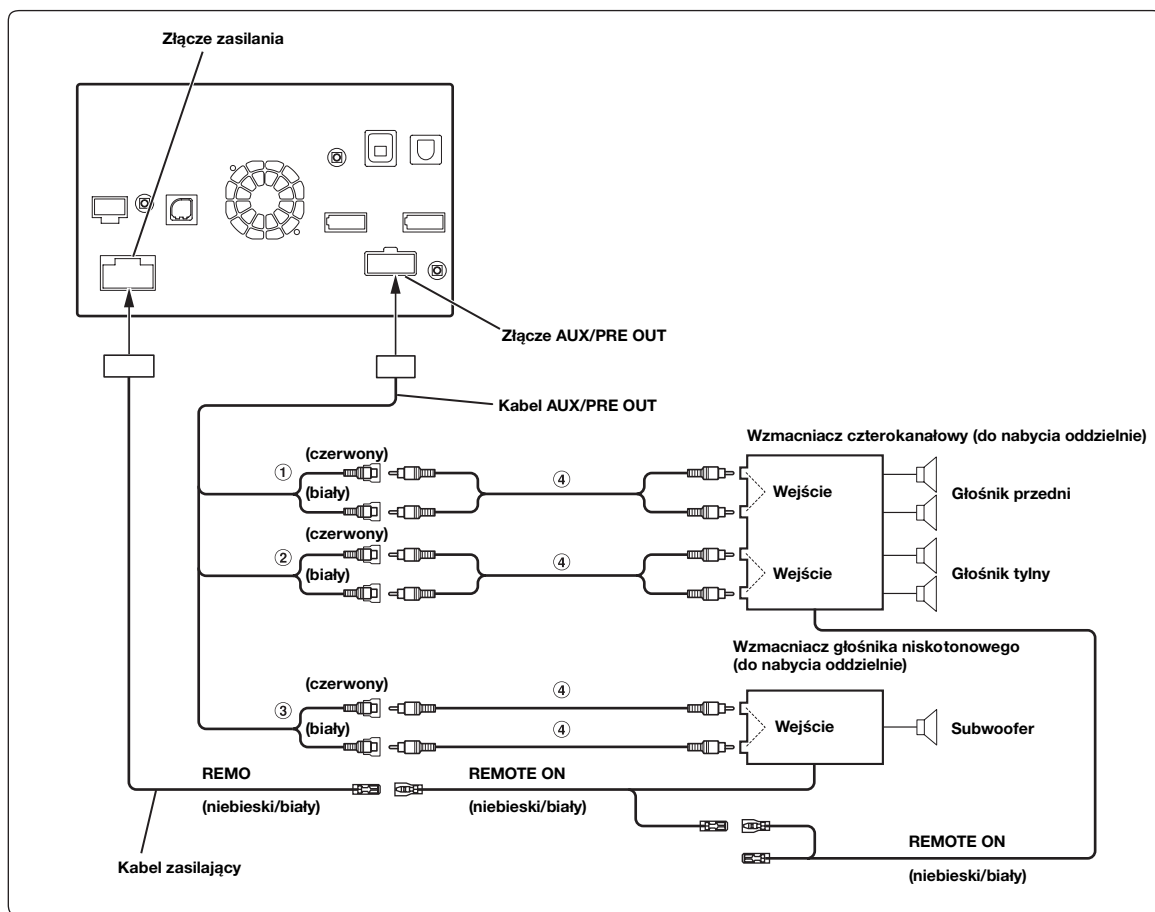 Złącze zasilania
Złącze AUX/PRE OUT
Kabel AUX/PRE OUT
Wzmacniacz czterokanałowy (do nabycia oddzielnie)
(czerwony)
①
④
(biały)
Wejście
Głośnik przedni
(czerwony)
②
④
(biały)
Wejście
Głośnik tylny
Wzmacniacz głośnika niskotonowego
(do nabycia oddzielnie)
(czerwony)
④
③
(biały)
④
Wejście
Subwoofer
REMO
REMOTE ON
(niebieski/biały)
(niebieski/biały)
REMOTE ON
(niebieski/biały)
Kabel zasilający